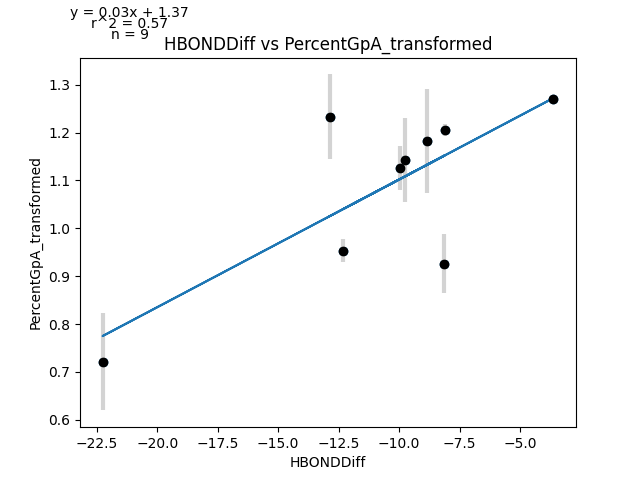 y = 0.03x + 1.37
r^2 = 0.57
n = 9
HBONDDiff vs PercentGpA_transformed
PercentGpA_transformed
1.3
1.2
1.1
1.0
0.9
0.8
0.7
0.6
−22.5 −20.0 −17.5 −15.0 −12.5 −10.0 −7.5 −5.0
HBONDDiff